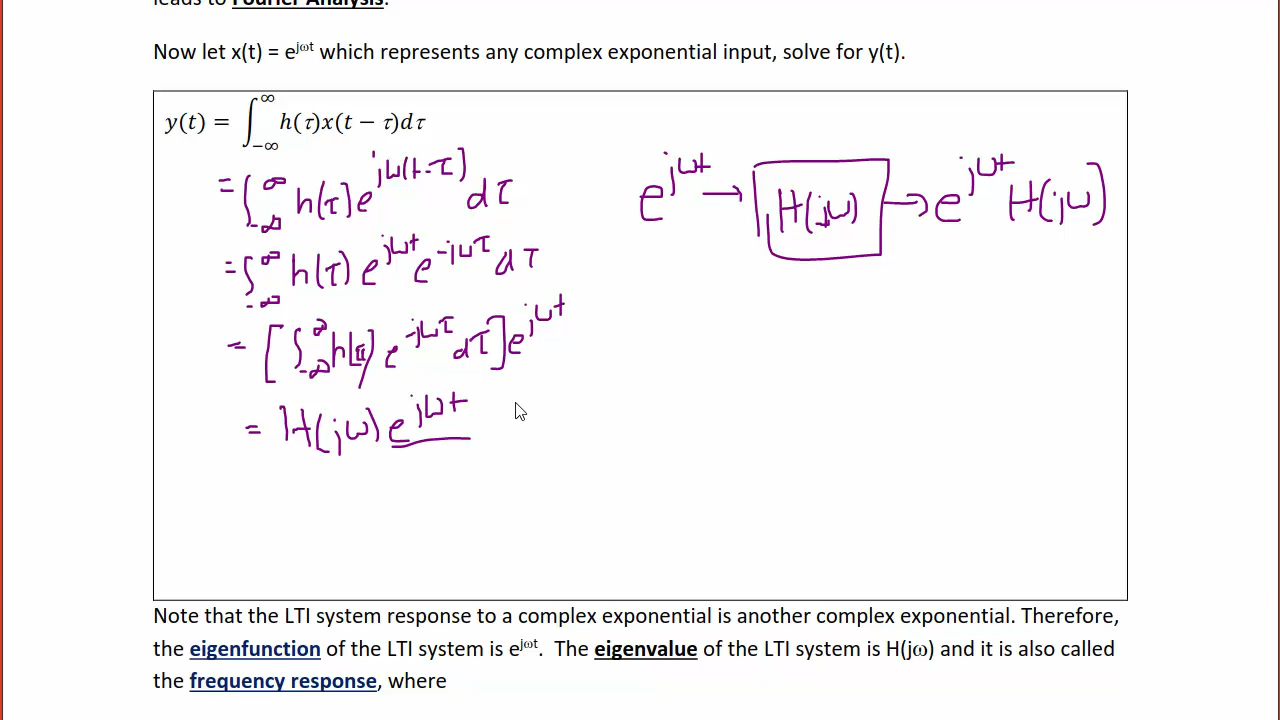 leads to Fourier Analysis.
Now let x(t) = e^jωt which represents any complex exponential input, solve for y(t).
y(t) = ∫_−∞^∞ h(τ)x(t − τ)dτ
= ∫_-∞^∞ h(τ) e^jω(t-τ) dτ
e^jωt → H(jω) → e^jωt H(jω)
= ∫_-∞^∞ h(τ) e^jωt e^-jωτ dτ
= [∫_-∞^∞ h(τ) e^-jωτ dτ] e^jωt
= H(jω) e^jωt
Note that the LTI system response to a complex exponential is another complex exponential. Therefore,
the eigenfunction of the LTI system is e^jωt. The eigenvalue of the LTI system is H(jω) and it is also called
the frequency response, where